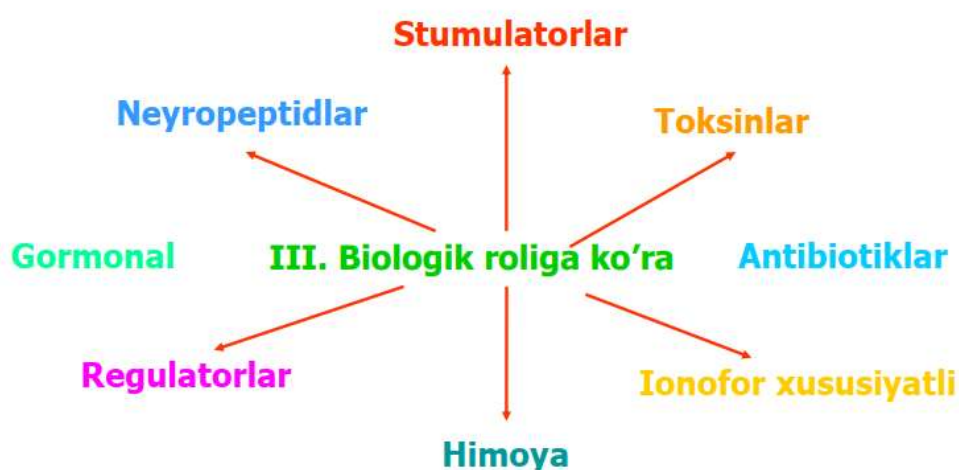 Stumulatorlar
Neyropeptidlar
Toksinlar
Gormonal
III. Biologik roliga ko’ra
Antibiotiklar
Regulatorlar
Ionofor xususiyatli
Himoya